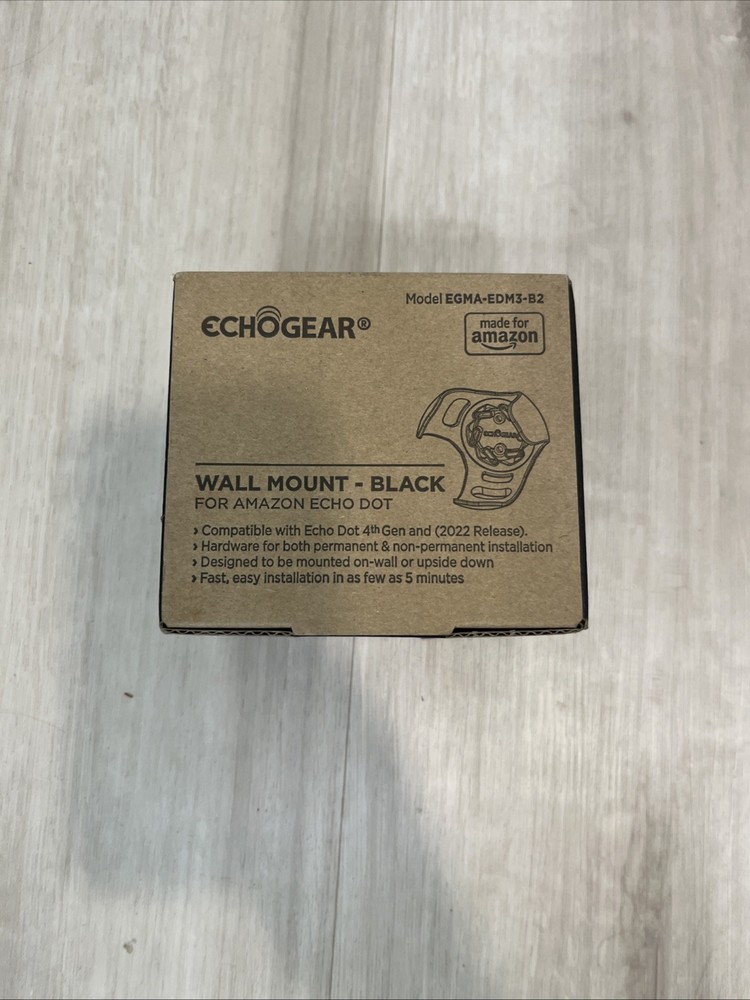 Model EGMA-EDM3-B2
ECHOGEAR®
made for
amazon
ECHOGEAR
WALL MOUNT - BLACK
FOR AMAZON ECHO DOT
› Compatible with Echo Dot 4th Gen and (2022 Release).
› Hardware for both permanent & non-permanent installation
› Designed to be mounted on-wall or upside down
› Fast, easy installation in as few as 5 minutes